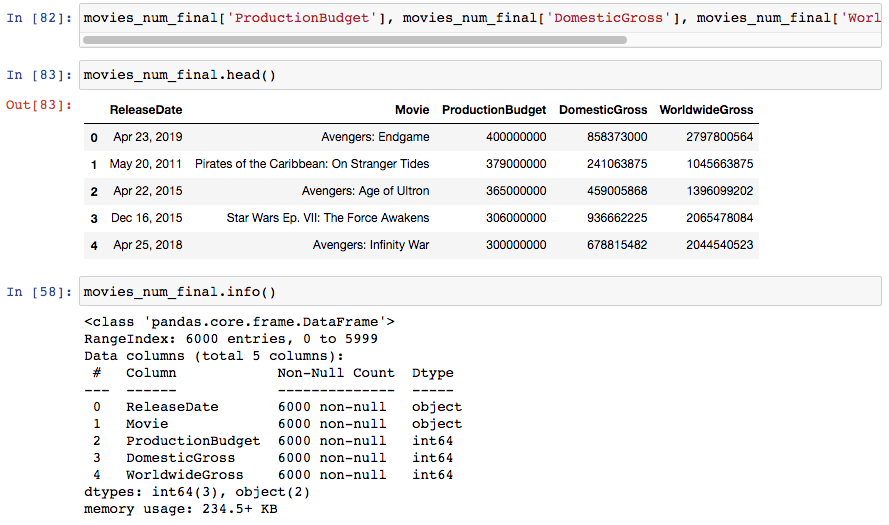 In [82]: movies_num_final['ProductionBudget'], movies_num_final['DomesticGross'], movies_num_final['Worl
In [83]: movies_num_final.head()
Out[83]:
ReleaseDate Movie ProductionBudget DomesticGross WorldwideGross
0 Apr 23, 2019 Avengers: Endgame 400000000 858373000 2797800564
1 May 20, 2011 Pirates of the Caribbean: On Stranger Tides 379000000 241063875 1045663875
2 Apr 22, 2015 Avengers: Age of Ultron 365000000 459005868 1396099202
3 Dec 16, 2015 Star Wars Ep. VII: The Force Awakens 306000000 936662225 2065478084
4 Apr 25, 2018 Avengers: Infinity War 300000000 678815482 2044540523
In [58]: movies_num_final.info()
<class 'pandas.core.frame.DataFrame'>
RangeIndex: 6000 entries, 0 to 5999
Data columns (total 5 columns):
# Column Non-Null Count Dtype
--- ------ -------------- -----
0 ReleaseDate 6000 non-null object
1 Movie 6000 non-null object
2 ProductionBudget 6000 non-null int64
3 DomesticGross 6000 non-null int64
4 WorldwideGross 6000 non-null int64
dtypes: int64(3), object(2)
memory usage: 234.5+ KB